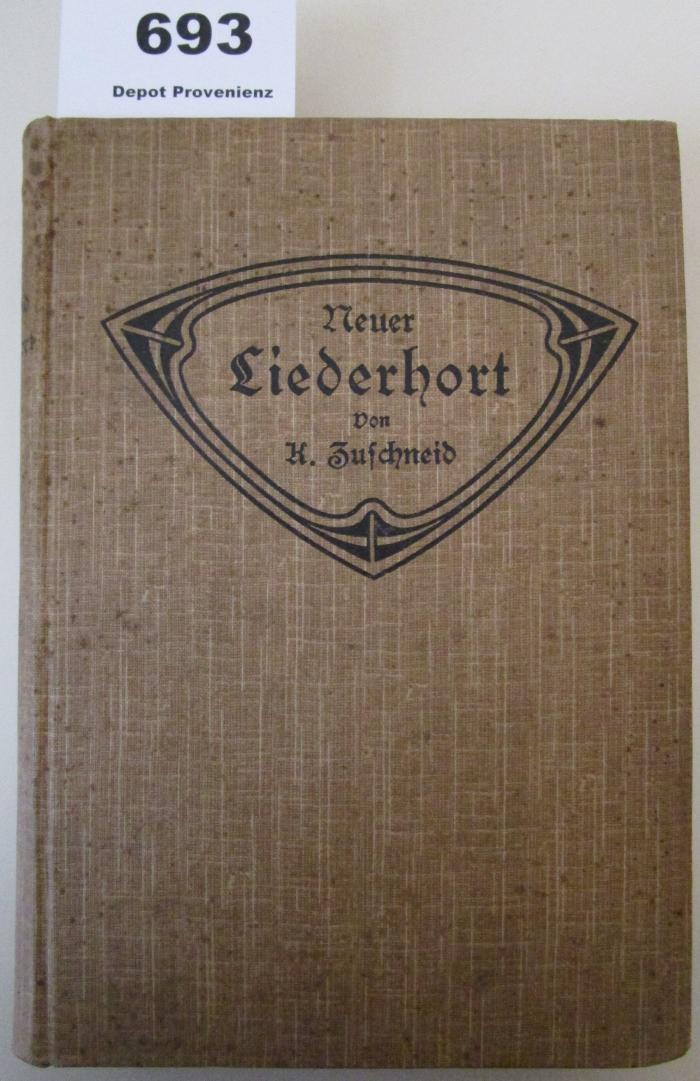 693
Depot Provenienz
Neuer
Liederhort
von
K. Zuschneid